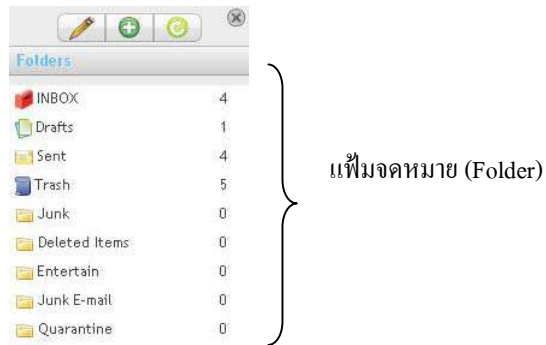 Folders
INBOX 4
Drafts 1
Sent 4
Trash 5
Junk 0
Deleted Items 0
Entertain 0
Junk E-mail 0
Quarantine 0
แฟ้มจดหมาย (Folder)